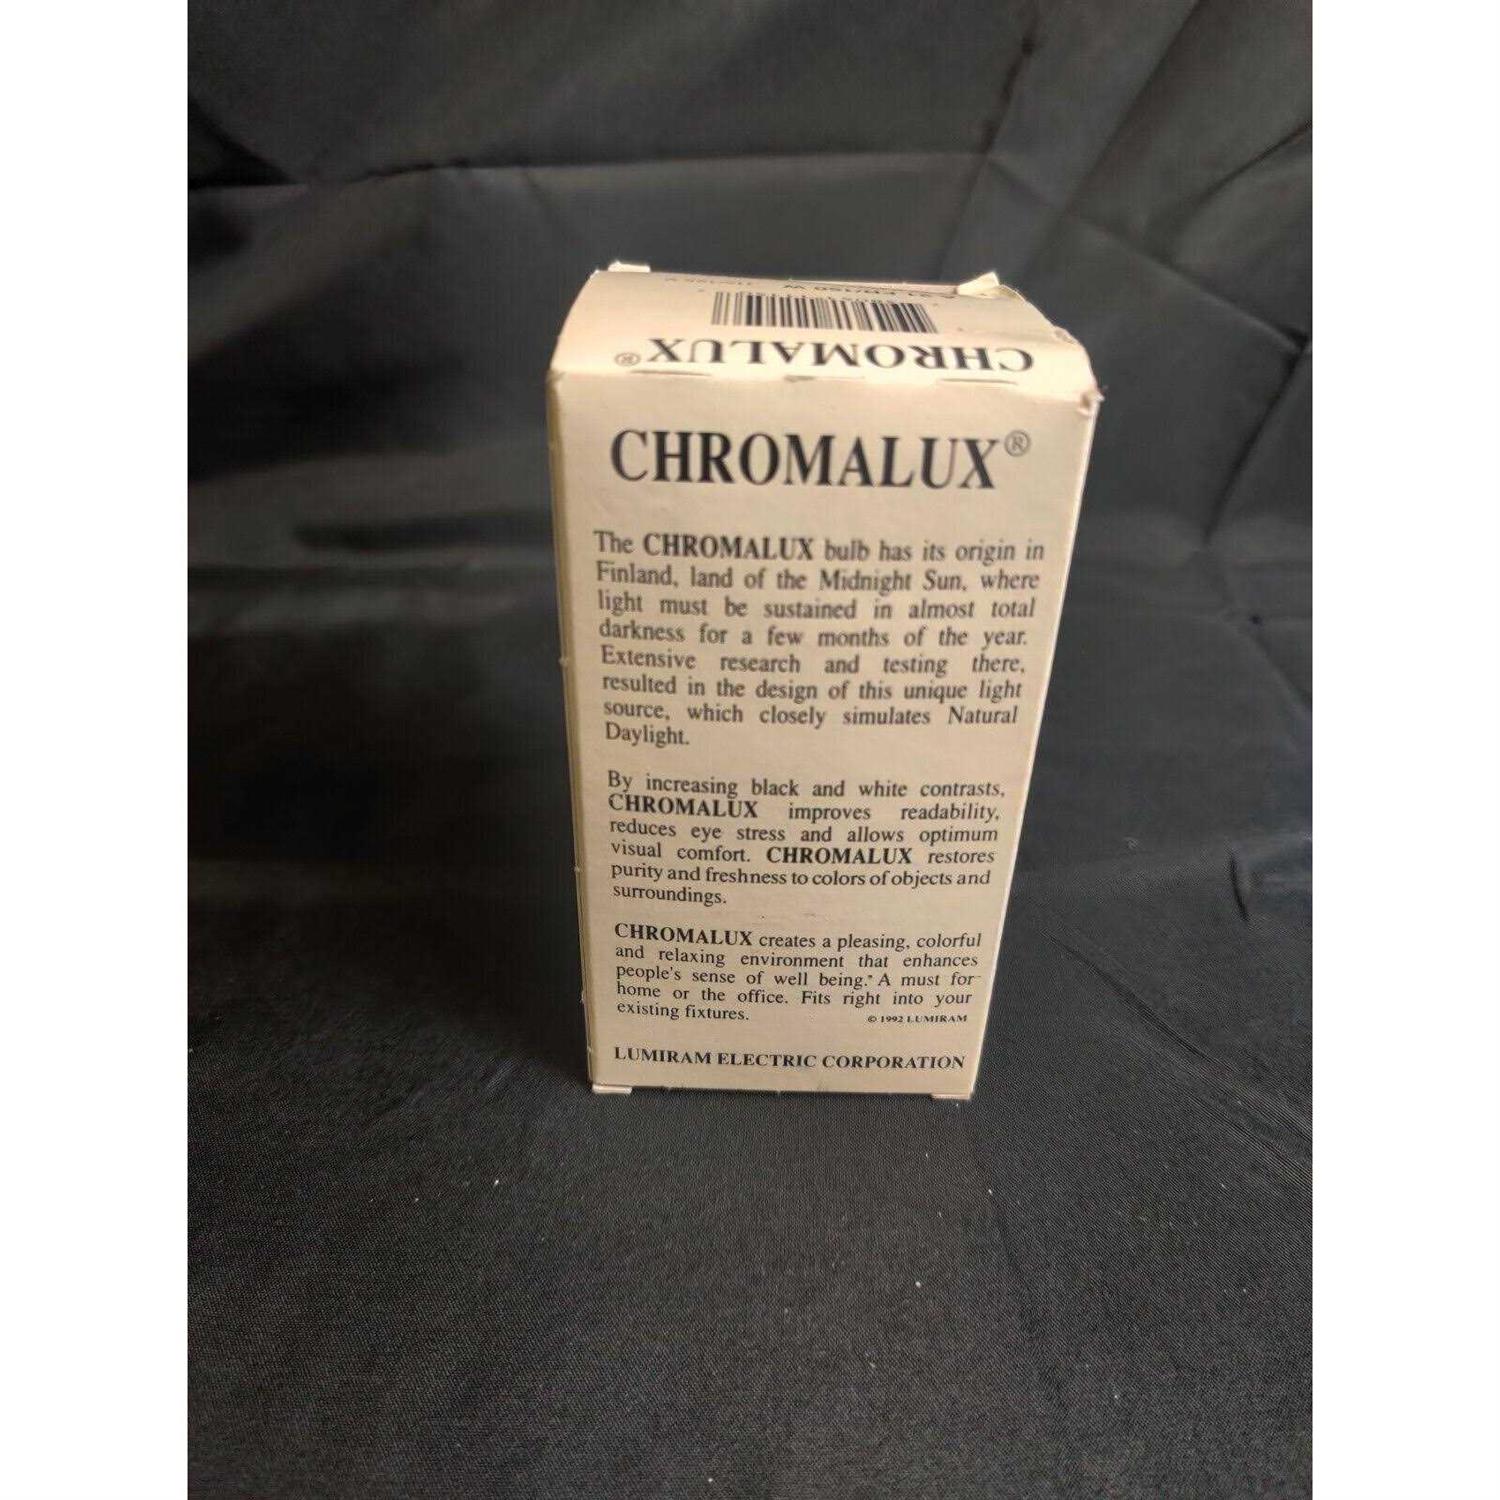 CHROMALUX®
CHROMALUX®
The CHROMALUX bulb has its origin in
Finland, land of the Midnight Sun, where
light must be sustained in almost total
darkness for a few months of the year.
Extensive research and testing there,
resulted in the design of this unique light
source, which closely simulates Natural
Daylight.
By increasing black and white contrasts,
CHROMALUX improves readability,
reduces eye stress and allows optimum
visual comfort. CHROMALUX restores
purity and freshness to colors of objects and
surroundings.
CHROMALUX creates a pleasing, colorful
and relaxing environment that enhances
people's sense of well being." A must for
home or the office. Fits right into your
existing fixtures.
© 1992 LUMIRAM
LUMIRAM ELECTRIC CORPORATION